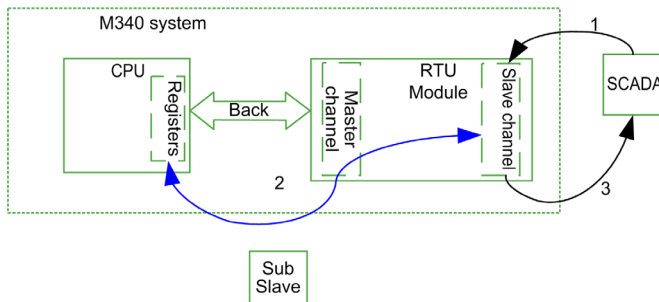 M340 system
1
CPU
RTU
Module
SCADA
Registers
Back
Master
channel
Slave channel
2
3
Sub
Slave